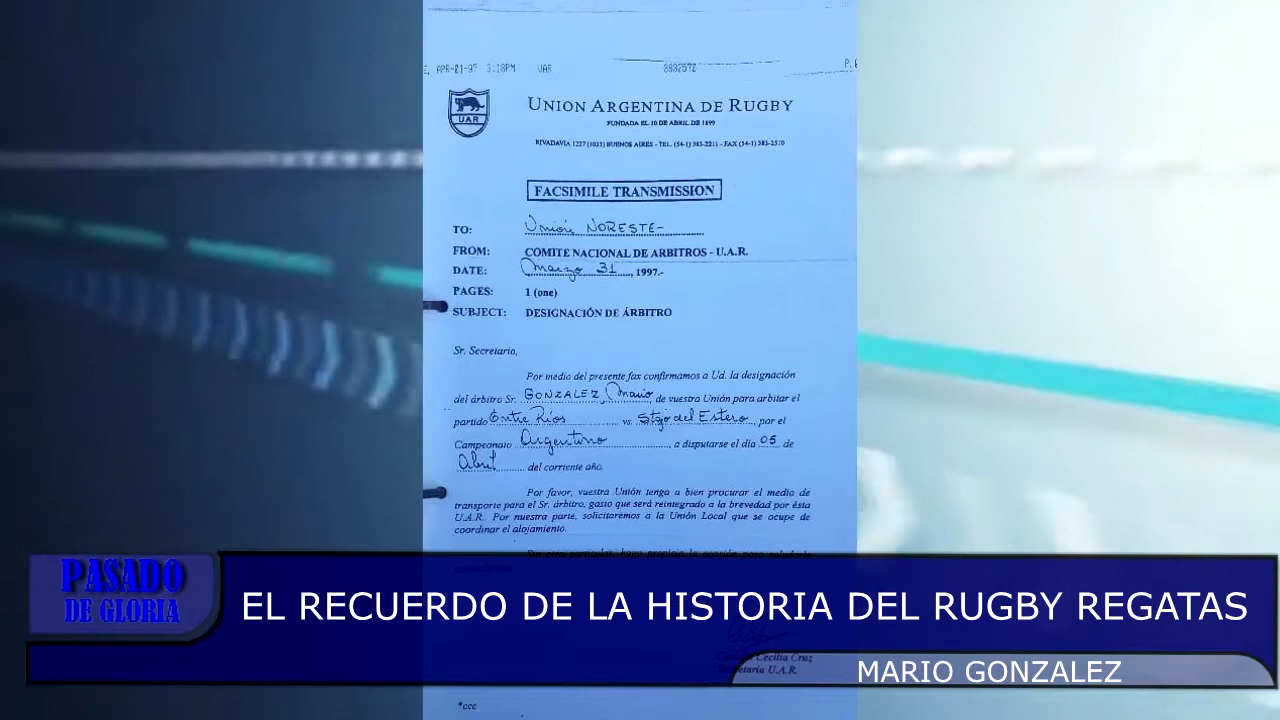 APR-01-97 3:18PM UAR 3832572 P.
UAR
UNION ARGENTINA DE RUGBY
FUNDADA EL 10 DE ABRIL DE 1899
RIVADAVIA 1227 (1033) BUENOS AIRES - TEL. (54-1) 383-2211 - FAX (54-1) 383-2570
FACSIMILE TRANSMISSION
TO: Unión NORESTE-
FROM: COMITE NACIONAL DE ARBITROS - U.A.R.
DATE: Marzo 31, 1997.-
PAGES: 1 (one)
SUBJECT: DESIGNACIÓN DE ÁRBITRO
Sr. Secretario,
Por medio del presente fax confirmamos a Ud. la designación
del árbitro Sr. GONZALEZ Mario, de vuestra Unión para arbitar el
partido Entre Ríos vs. Stgo del Estero, por el
Campeonato Argentino, a disputarse el día 05 de
Abril del corriente año.
Por favor, vuestra Unión tenga a bien procurar el medio de
transporte para el Sr. árbitro, gasto que será reintegrado a la brevedad por ésta
U.A.R.. Por nuestra parte, solicitaremos a la Unión Local que se ocupe de
coordinar el alojamiento.
PASADO
DE GLORIA
EL RECUERDO DE LA HISTORIA DEL RUGBY REGATAS
Cecilia Cruz
U.A.R.
MARIO GONZALEZ
*ccc